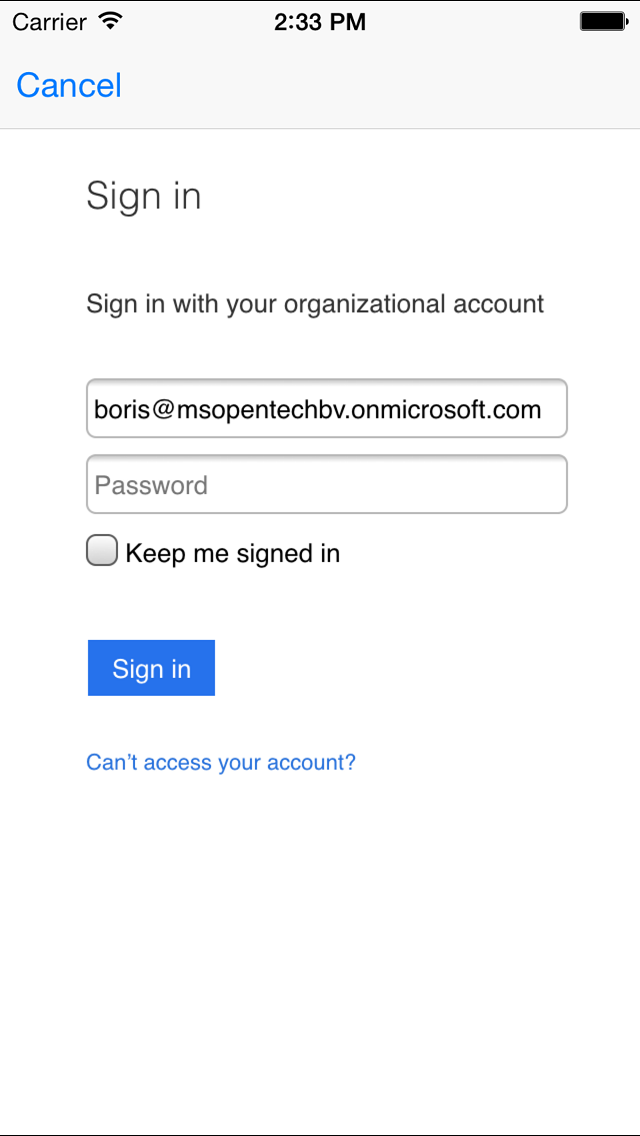 Carrier 2:33 PM
Cancel
Sign in
Sign in with your organizational account
boris@msopentechbv.onmicrosoft.com
Password
Keep me signed in
Sign in
Can’t access your account?